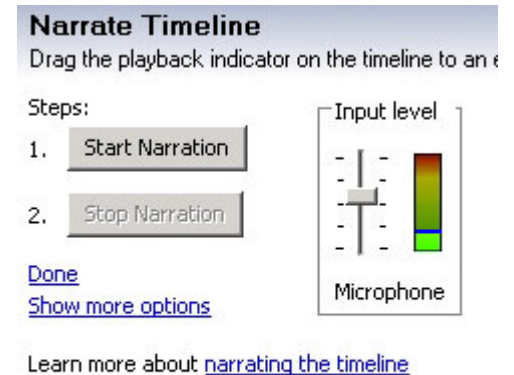 Narrate Timeline
Drag the playback indicator on the timeline to an
Steps:
1. Start Narration
2. Stop Narration
Done
Show more options
Input level
Microphone
Learn more about narrating the timeline